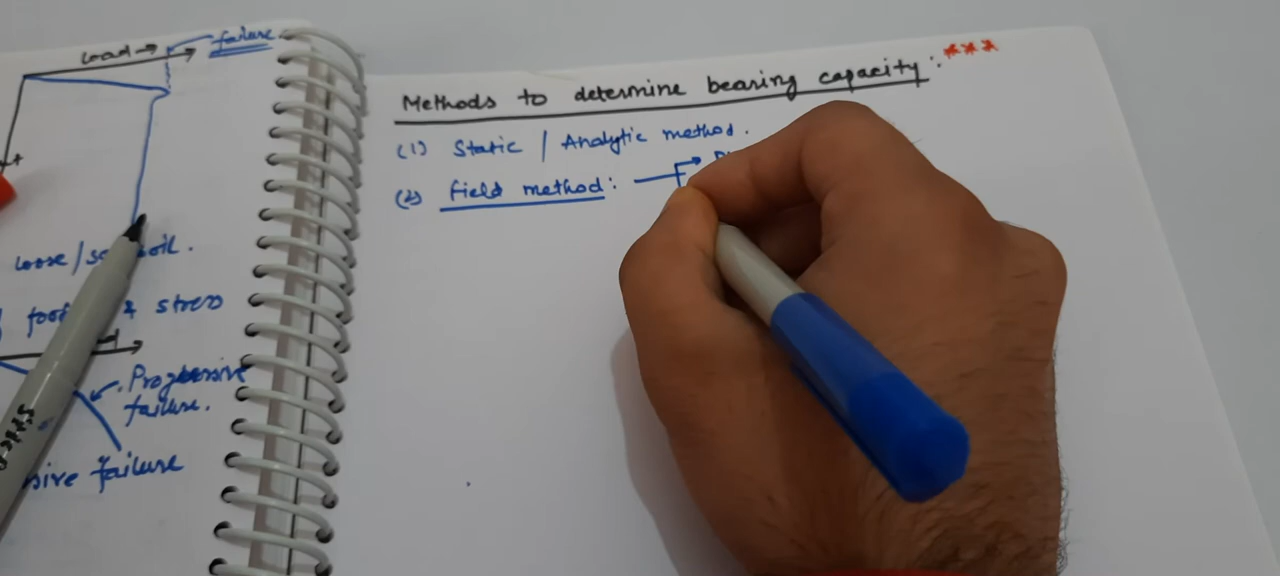 Load → failure
loose/ soil.
& stress
Progressive
failure.
failure
Methods to determine bearing capacity : ***
(1) Static / Analytic method.
(2) field method :